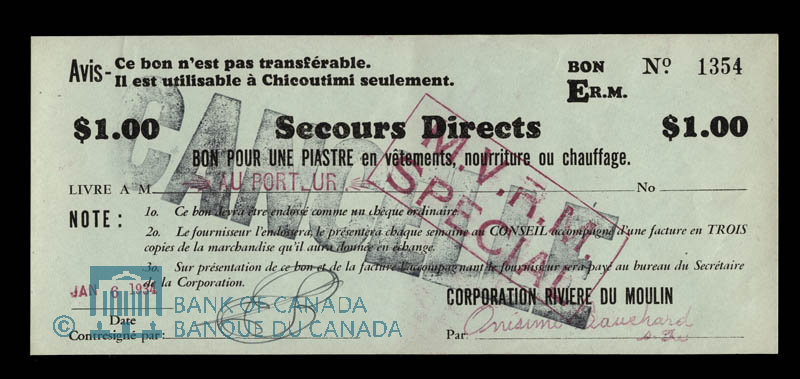 Avis- Ce bon n'est pas transférable.
Il est utilisable à Chicoutimi seulement.
BON Nº 1354
ER.M.
$1.00 Secours Directs $1.00
BON POUR UNE PIASTRE en vêtements, nourriture ou chauffage.
LIVRE A M AU PORTEUR No
CANCELLE
M.V.R.M.
SPECIAL
NOTE : 1o. Ce bon devra être endossé comme un chèque ordinaire.
2o. Le fournisseur l'endossera, le présentera chaque semaine au CONSEIL accompagné d'une facture en TROIS
copies de la marchandise qu'il aura donnée en échange.
3o. Sur présentation de ce bon et de la facture l'accompagnant le fournisseur sera payé au bureau du Secrétaire
de la Corporation.
JAN 6 1934
CORPORATION RIVIERE DU MOULIN
Date
Contresigné par:
Par
© BANK OF CANADA
BANQUE DU CANADA